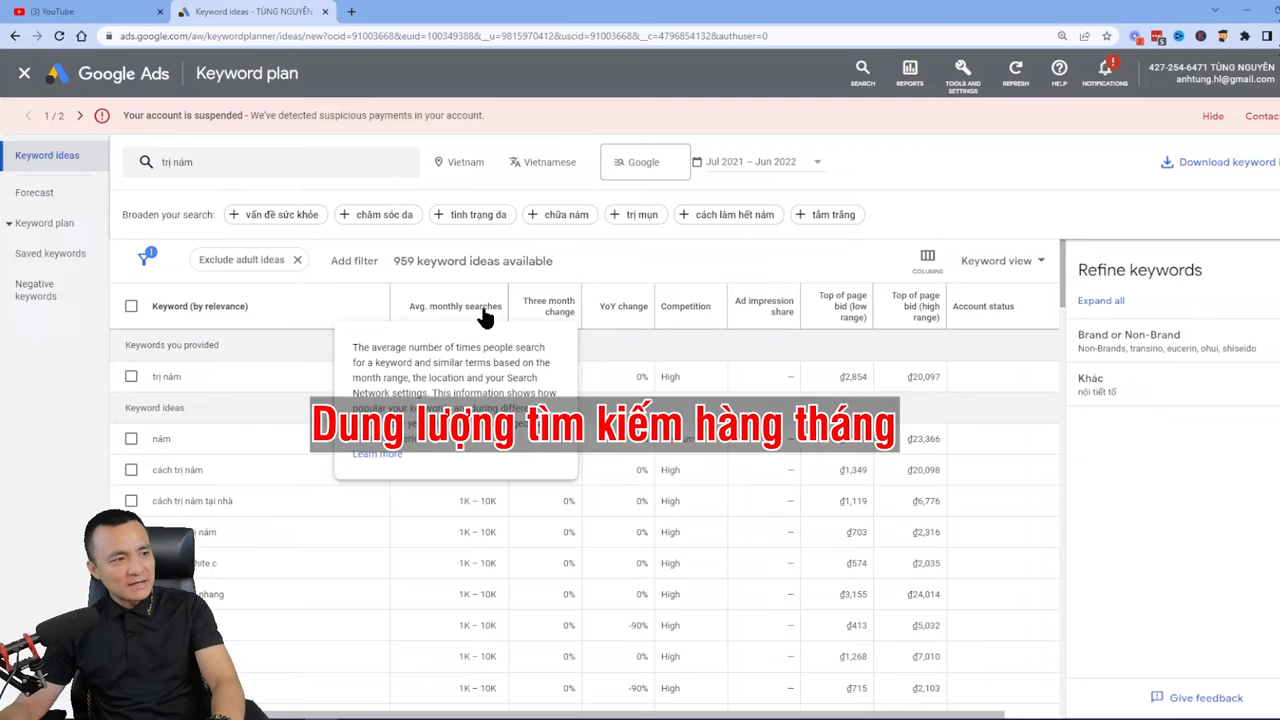 (3) YouTube
Keyword ideas - TÙNG NGUYỄN
ads.google.com/aw/keywordplanner/ideas/new?ocid=91003668&euid=100349388&__u=9815970412&uscid=91003668&__c=4796854132&authuser=0
Google Ads
Keyword plan
SEARCH
REPORTS
TOOLS AND
SETTINGS
REFRESH
HELP
NOTIFICATIONS
427-254-6471 TÙNG NGUYỄN
anhtung.hl@gmail.com
1 / 2
Your account is suspended - We've detected suspicious payments in your account.
Hide
Contac
Keyword ideas
Forecast
Keyword plan
Saved keywords
Negative
keywords
trị nám
Vietnam
Vietnamese
Google
Jul 2021 – Jun 2022
Download keyword i
Broaden your search:
+ vấn đề sức khỏe
+ chăm sóc da
+ tình trạng da
+ chữa nám
+ trị mụn
+ cách làm hết nám
+ tắm trắng
1
Exclude adult ideas
Add filter
959 keyword ideas available
COLUMNS
Keyword view
Keyword (by relevance)
Avg. monthly searches
Three month
change
YoY change
Competition
Ad impression
share
Top of page
bid (low
range)
Top of page
bid (high
range)
Account status
Keywords you provided
trị nám 0% High – ₫2,854 ₫20,097
Keyword ideas
nám ₫23,366
cách trị nám 0% High – ₫1,349 ₫20,098
cách trị nám tại nhà 1K – 10K 0% 0% High – ₫1,119 ₫6,776
nám 1K – 10K 0% 0% High – ₫703 ₫2,316
hite c 1K – 10K 0% 0% High – ₫574 ₫2,035
nhang 1K – 10K 0% 0% High – ₫3,155 ₫24,014
1K – 10K 0% -90% High – ₫413 ₫5,032
1K – 10K 0% 0% High – ₫1,268 ₫7,010
1K – 10K 0% -90% High – ₫715 ₫2,103
The average number of times people search
for a keyword and similar terms based on the
month range, the location and your Search
Network settings. This information shows how
Learn more
Dung lượng tìm kiếm hàng tháng
Refine keywords
Expand all
Brand or Non-Brand
Non-Brands, transino, eucerin, ohui, shiseido
Khác
nội tiết tố
Give feedback